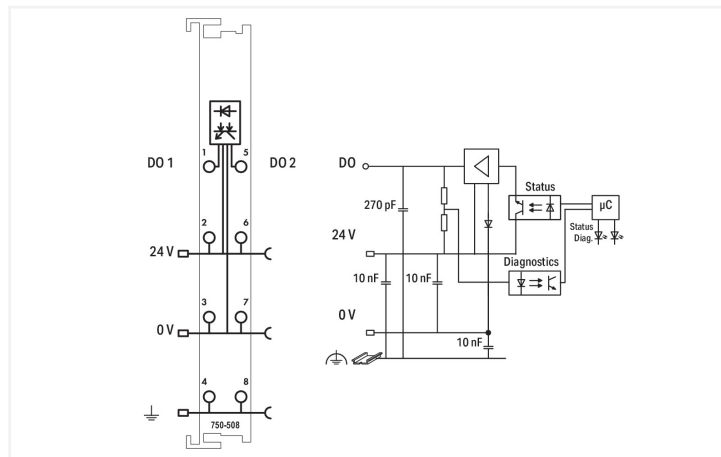 1
5
DO 1
DO 2
2
6
24 V
3
7
0 V
4
8
750-508
DO
270 pF
Status
µC
Status
Diag.
24 V
Diagnostics
10 nF
10 nF
0 V
10 nF